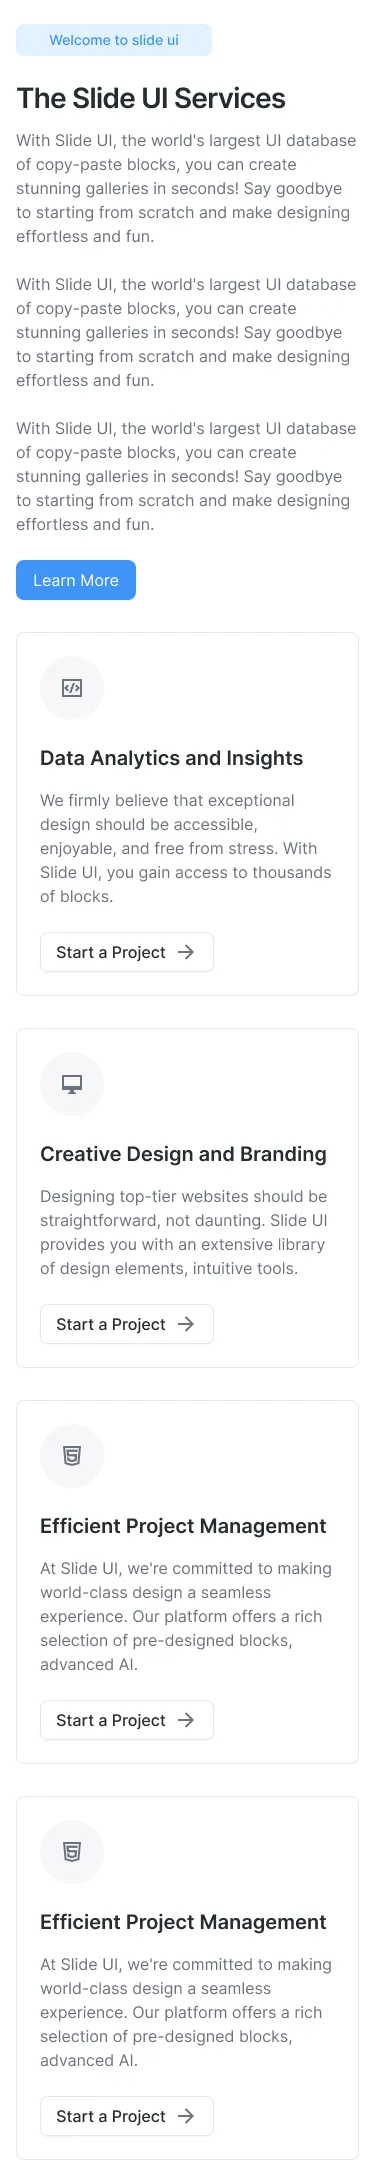 Welcome to slide ui
The Slide UI Services
With Slide UI, the world's largest UI database
of copy-paste blocks, you can create
stunning galleries in seconds! Say goodbye
to starting from scratch and make designing
effortless and fun.
With Slide UI, the world's largest UI database
of copy-paste blocks, you can create
stunning galleries in seconds! Say goodbye
to starting from scratch and make designing
effortless and fun.
With Slide UI, the world's largest UI database
of copy-paste blocks, you can create
stunning galleries in seconds! Say goodbye
to starting from scratch and make designing
effortless and fun.
Learn More
Data Analytics and Insights
We firmly believe that exceptional
design should be accessible,
enjoyable, and free from stress. With
Slide UI, you gain access to thousands
of blocks.
Start a Project
Creative Design and Branding
Designing top-tier websites should be
straightforward, not daunting. Slide UI
provides you with an extensive library
of design elements, intuitive tools.
Start a Project
Efficient Project Management
At Slide UI, we're committed to making
world-class design a seamless
experience. Our platform offers a rich
selection of pre-designed blocks,
advanced AI.
Start a Project
Efficient Project Management
At Slide UI, we're committed to making
world-class design a seamless
experience. Our platform offers a rich
selection of pre-designed blocks,
advanced AI.
Start a Project